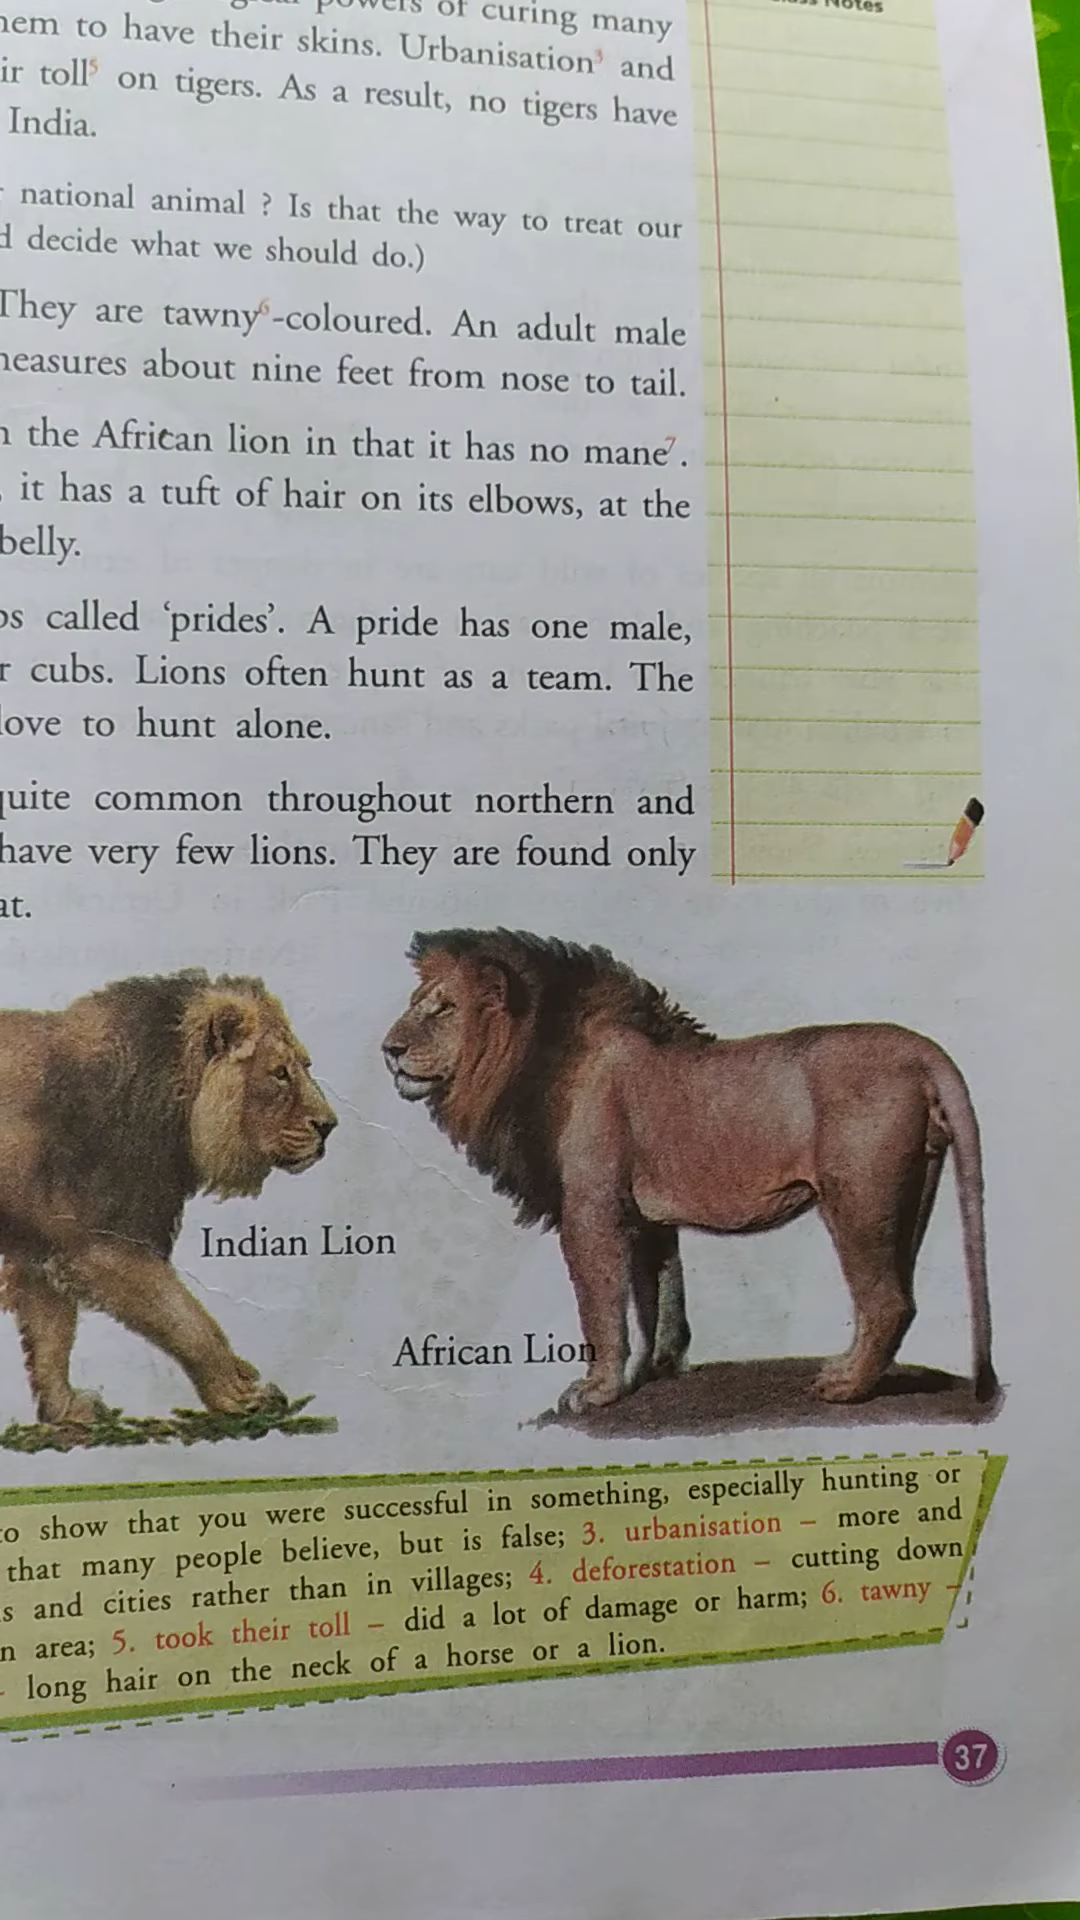 powers of curing many
to have their skins. Urbanisation³ and
toll⁵ on tigers. As a result, no tigers have
India.
national animal ? Is that the way to treat our
decide what we should do.)
They are tawny⁶-coloured. An adult male
measures about nine feet from nose to tail.
the African lion in that it has no mane⁷.
it has a tuft of hair on its elbows, at the
belly.
called ‘prides’. A pride has one male,
cubs. Lions often hunt as a team. The
love to hunt alone.
quite common throughout northern and
have very few lions. They are found only
Indian Lion
African Lion
to show that you were successful in something, especially hunting or
that many people believe, but is false; 3. urbanisation – more and
and cities rather than in villages; 4. deforestation – cutting down
area; 5. took their toll – did a lot of damage or harm; 6. tawny –
– long hair on the neck of a horse or a lion.
37
Notes